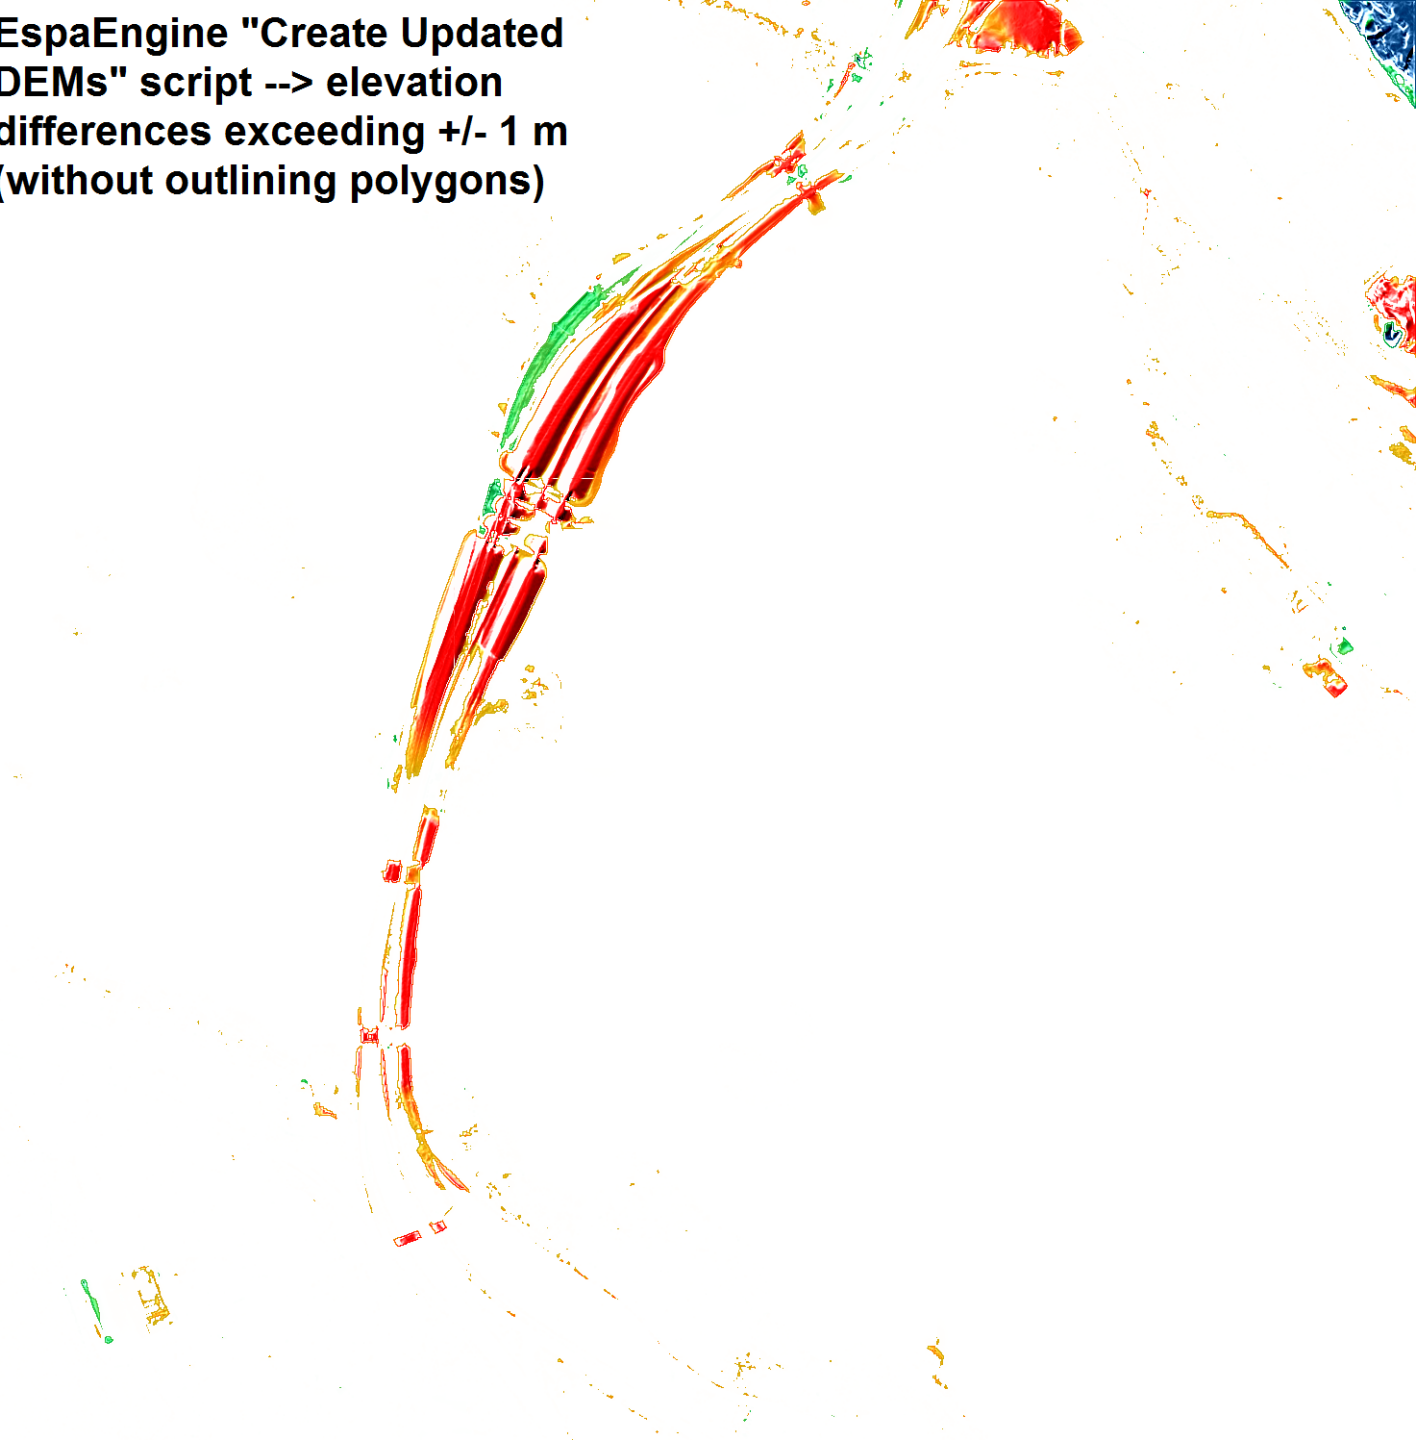 EspaEngine "Create Updated
DEMs" script --> elevation
differences exceeding +/- 1 m
(without outlining polygons)